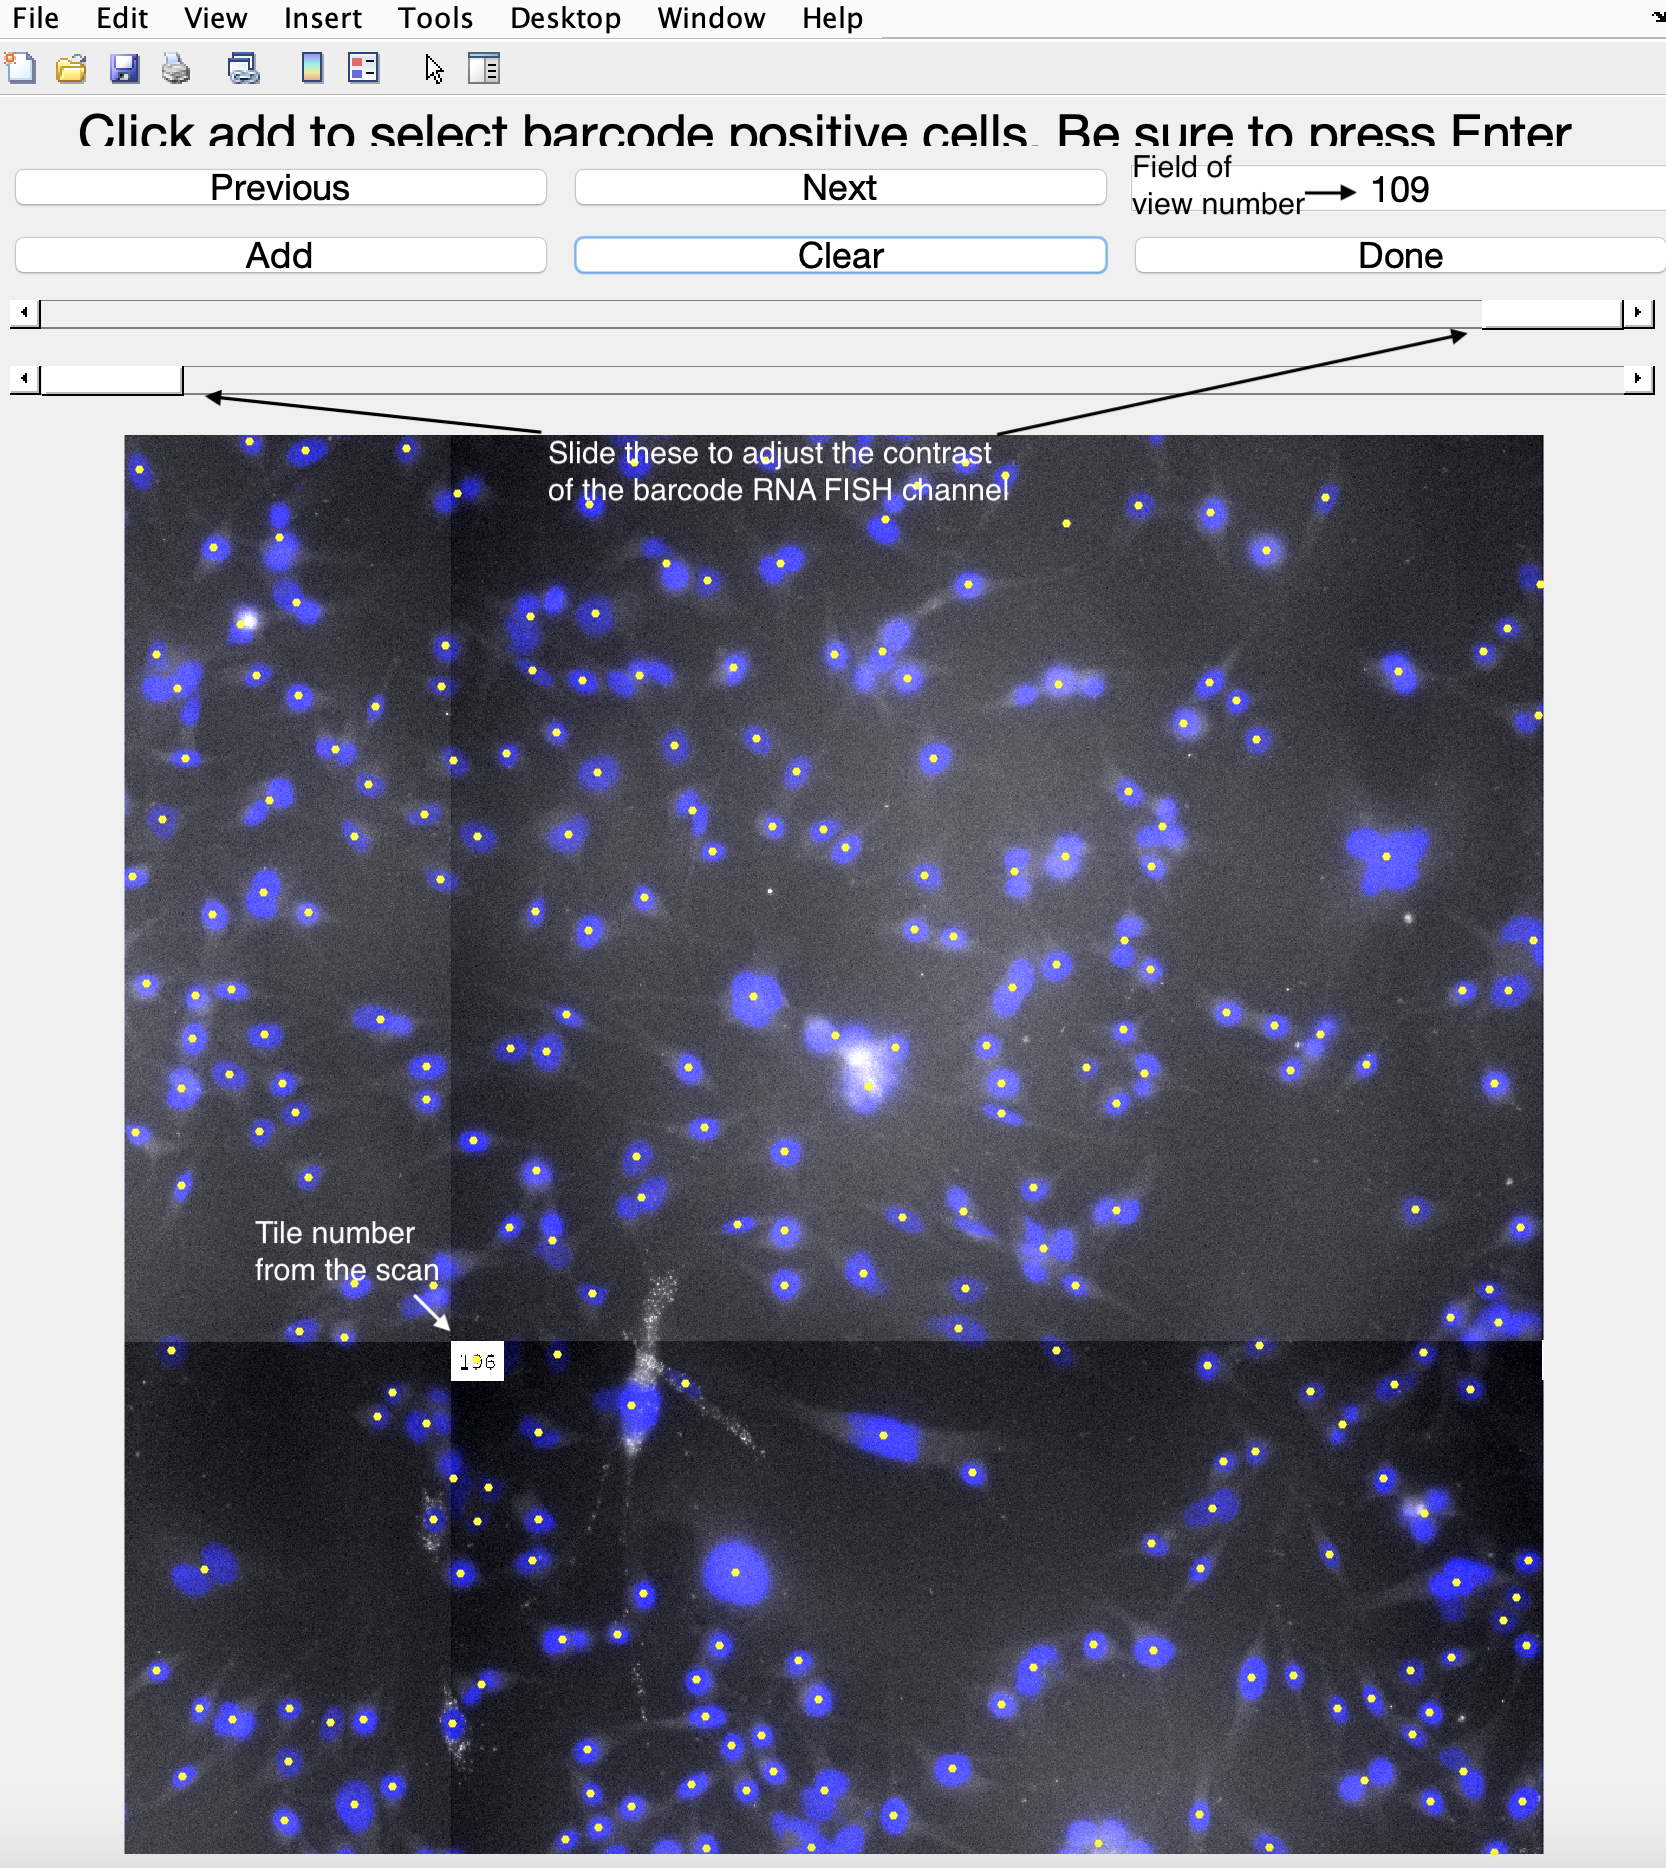 File Edit View Insert Tools Desktop Window Help
Click add to select barcode positive cells. Be sure to press Enter
Previous Next
Field of
view number
109
Add Clear Done
Slide these to adjust the contrast
of the barcode RNA FISH channel
Tile number
from the scan
196